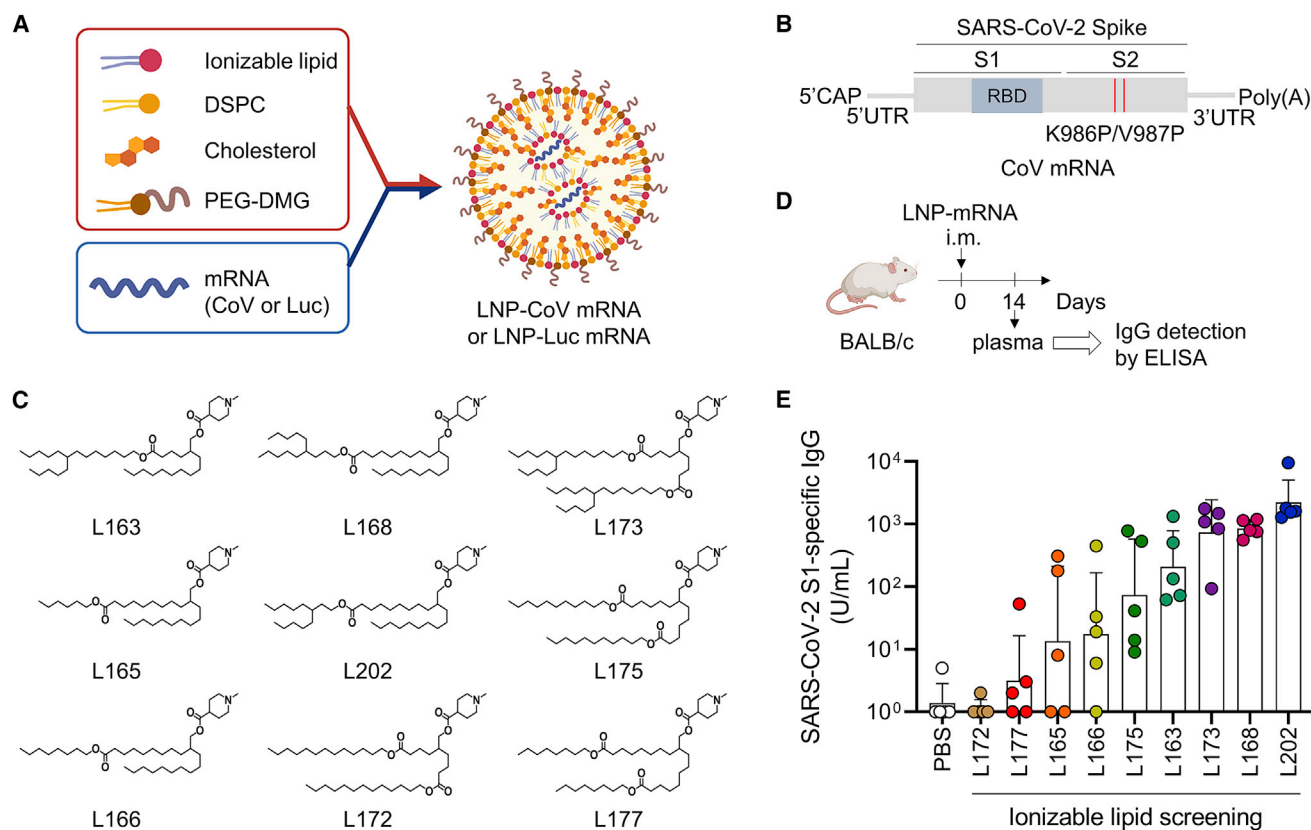 A
Ionizable lipid
DSPC
Cholesterol
PEG-DMG
mRNA
(CoV or Luc)
LNP-CoV mRNA
or LNP-Luc mRNA
B
SARS-CoV-2 Spike
S1 S2
5'CAP RBD Poly(A)
5'UTR 3'UTR
K986P/V987P
CoV mRNA
D
LNP-mRNA
i.m.
0 14 Days
BALB/c plasma IgG detection
by ELISA
C
N O O O O
L163
N O O O O
L168
N O O O O O O
L173
N O O O O
L165
N O O O O
L202
N O O O O O O
L175
N O O O O
L166
N O O O O O O
L172
N O O O O O O
L177
E
SARS-CoV-2 S1-specific IgG
(U/mL)
10⁴
10³
10²
10¹
10⁰
PBS L172 L177 L165 L166 L175 L163 L173 L168 L202
Ionizable lipid screening